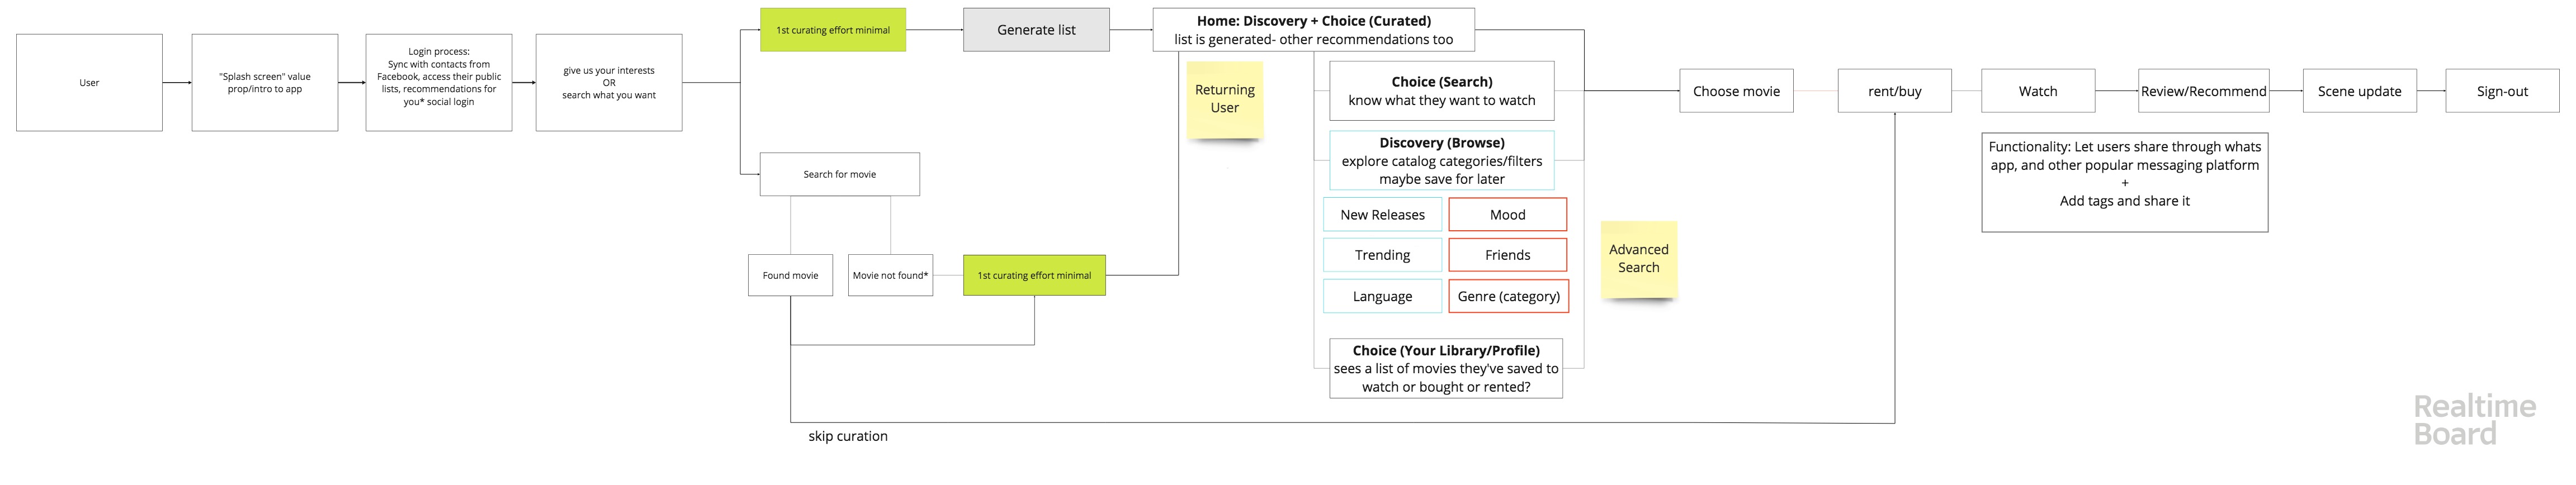 User
"Splash screen" value
prop/intro to app
Login process:
Sync with contacts from
Facebook, access their public
lists, recommendations for
you* social login
give us your interests
OR
search what you want
1st curating effort minimal
Generate list
Home: Discovery + Choice (Curated)
list is generated- other recommendations too
Search for movie
Found movie
Movie not found*
1st curating effort minimal
skip curation
Returning
User
Choice (Search)
know what they want to watch
Discovery (Browse)
explore catalog categories/filters
maybe save for later
New Releases
Mood
Trending
Friends
Language
Genre (category)
Choice (Your Library/Profile)
sees a list of movies they've saved to
watch or bought or rented?
Advanced
Search
Choose movie
rent/buy
Watch
Review/Recommend
Scene update
Sign-out
Functionality: Let users share through whats
app, and other popular messaging platform
+
Add tags and share it
Realtime
Board